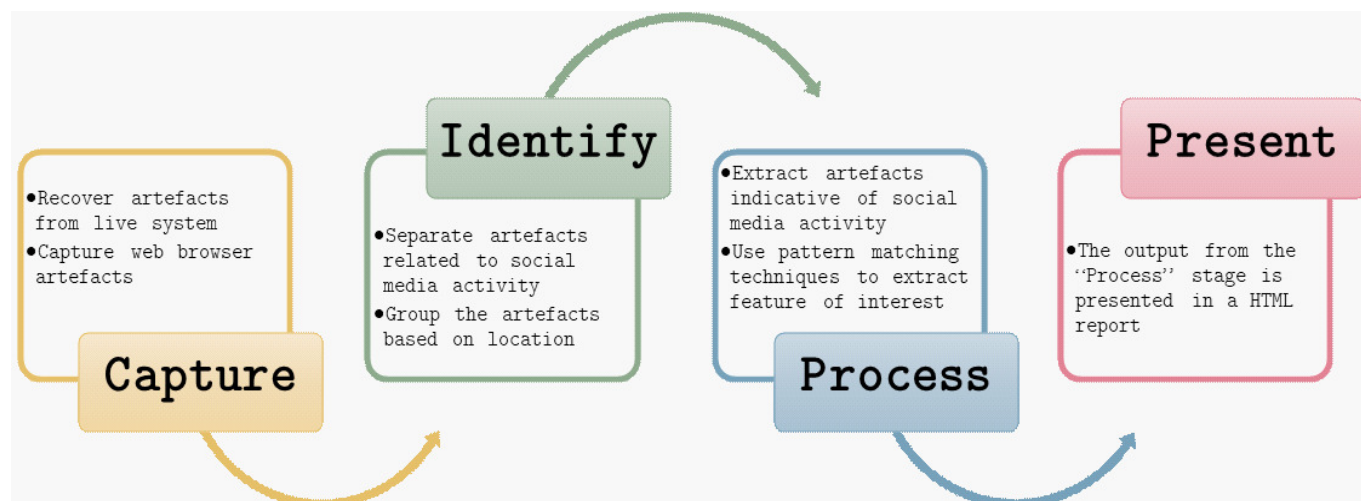 ●Recover artefacts
from live system
●Capture web browser
artefacts
Capture
Identify
●Separate artefacts
related to social
media activity
●Group the artefacts
based on location
●Extract artefacts
indicative of social
media activity
●Use pattern matching
techniques to extract
feature of interest
Process
Present
●The output from the
“Process” stage is
presented in a HTML
report